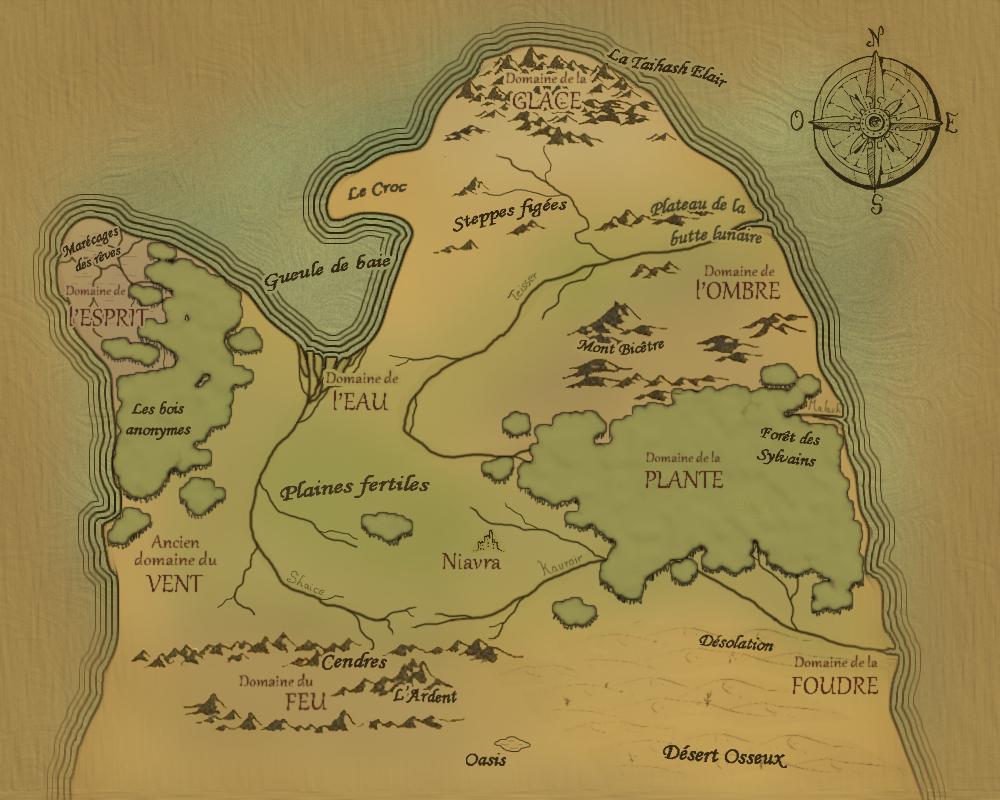 N
La Taihash Elair
Domaine de la
GLACE
O
E
S
Le Croc
Steppes figées
Plateau de la
butte lunaire
Marécages
des rêves
Gueule de baie
Domaine de
l'ESPRIT
Teisser
Domaine de
l'OMBRE
Mont Bicêtre
Domaine de
l'EAU
Les bois
anonymes
Forêt des
Sylvains
Domaine de la
PLANTE
Plaines fertiles
Ancien
domaine du
VENT
Niavra
Kauroir
Shaice
Désolation
Cendres
Domaine du
FEU
L'Ardent
Domaine de la
FOUDRE
Oasis
Désert Osseux